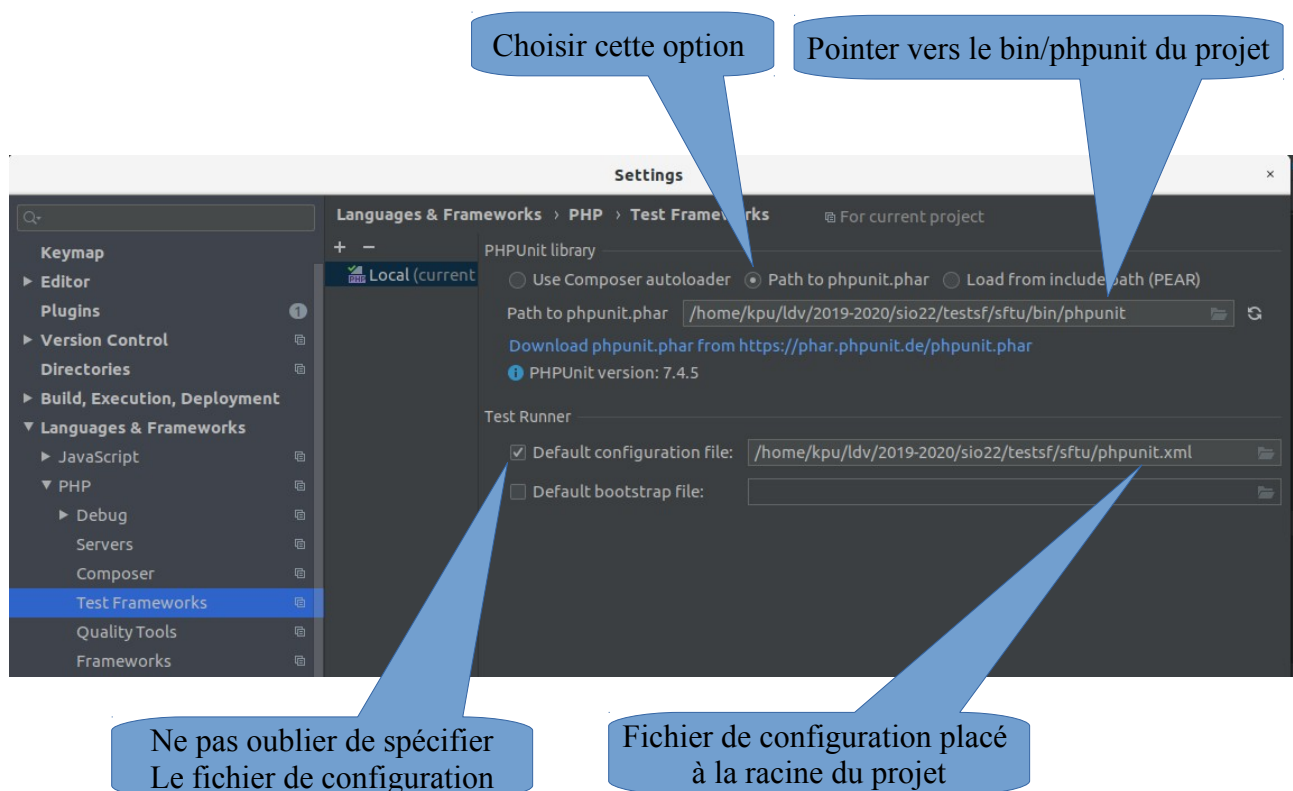 Choisir cette option
Pointer vers le bin/phpunit du projet
Settings
Languages & Frameworks › PHP › Test Frameworks
For current project
Keymap
Editor
Plugins
1
Version Control
Directories
Build, Execution, Deployment
Languages & Frameworks
JavaScript
PHP
Debug
Servers
Composer
Test Frameworks
Quality Tools
Frameworks
+ −
PHP Local (current
PHPUnit library
Use Composer autoloader
Path to phpunit.phar
Load from include path (PEAR)
Path to phpunit.phar
/home/kpu/ldv/2019-2020/sio22/testsf/sftu/bin/phpunit
Download phpunit.phar from https://phar.phpunit.de/phpunit.phar
PHPUnit version: 7.4.5
Test Runner
Default configuration file:
/home/kpu/ldv/2019-2020/sio22/testsf/sftu/phpunit.xml
Default bootstrap file:
Ne pas oublier de spécifier
Le fichier de configuration
Fichier de configuration placé
à la racine du projet